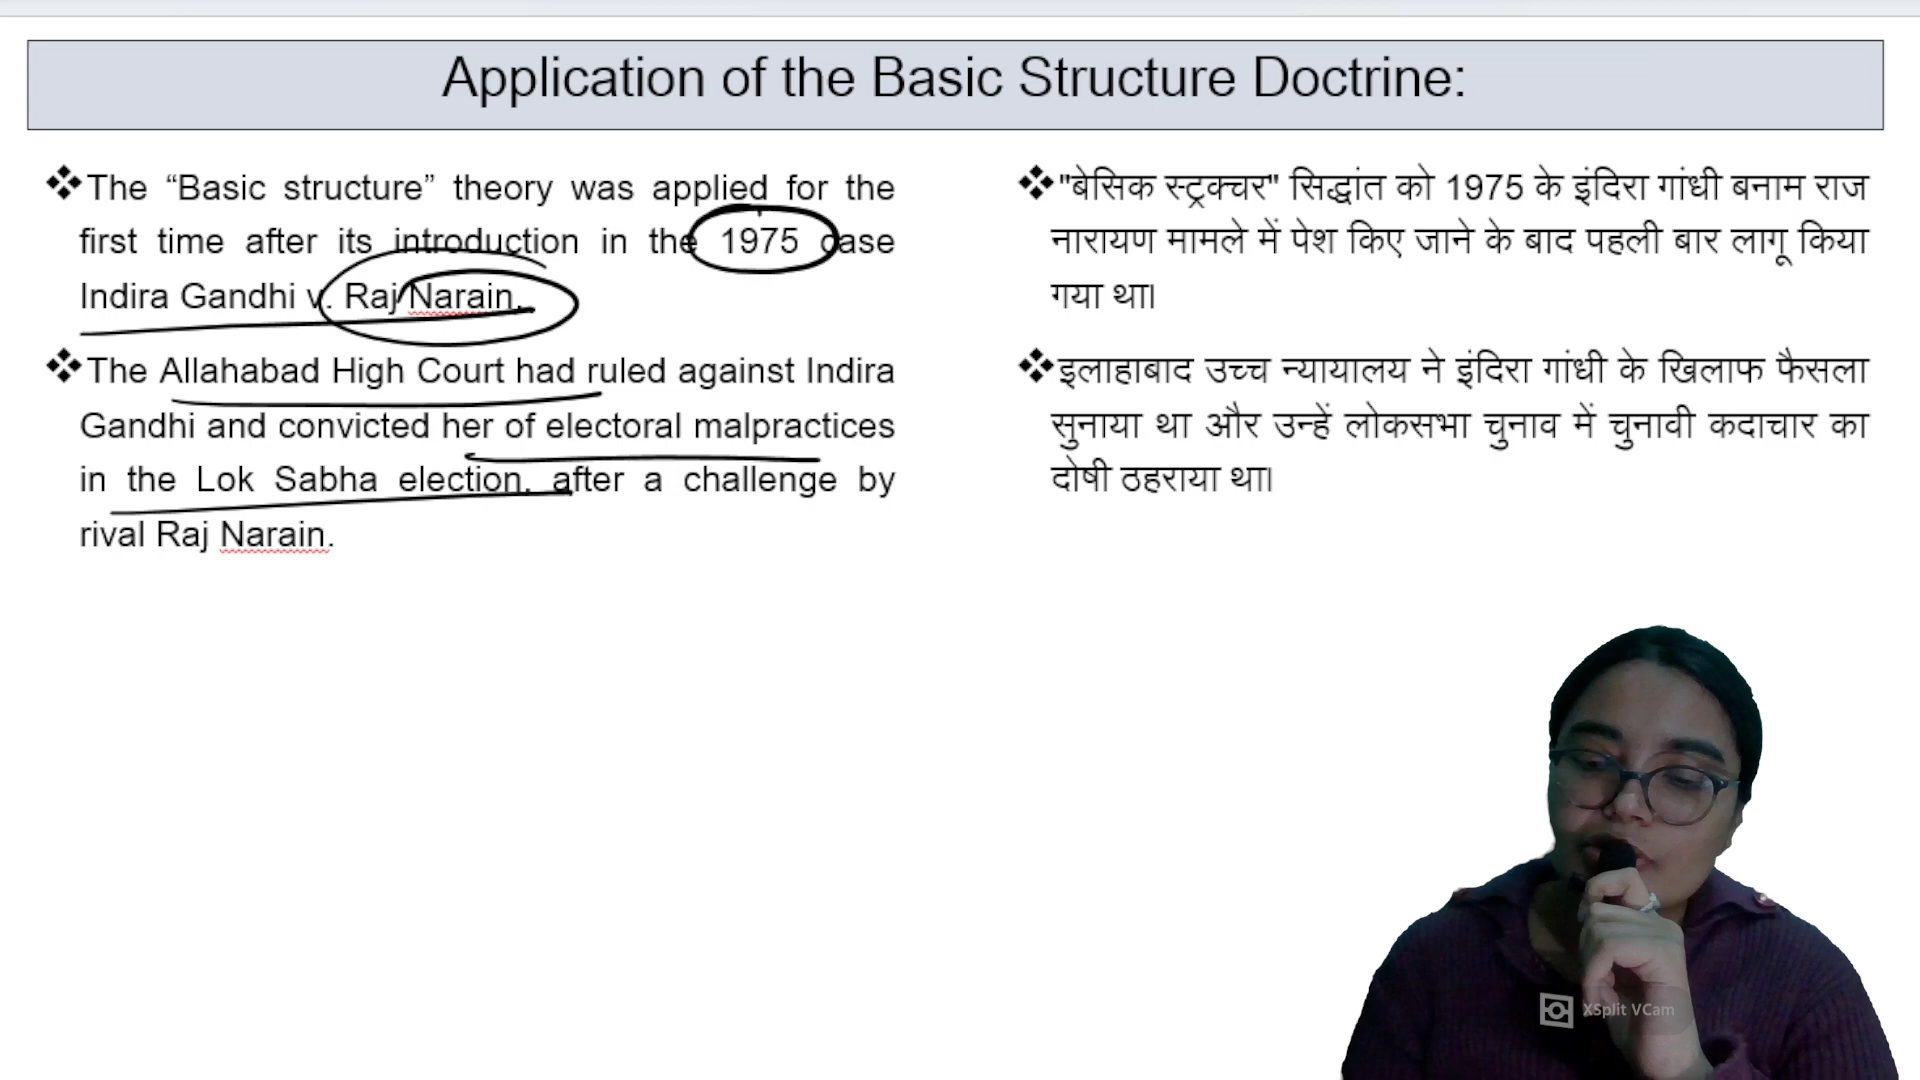 Application of the Basic Structure Doctrine:
❖The “Basic structure” theory was applied for the
first time after its introduction in the 1975 case
Indira Gandhi v. Raj Narain.
❖The Allahabad High Court had ruled against Indira
Gandhi and convicted her of electoral malpractices
in the Lok Sabha election, after a challenge by
rival Raj Narain.
❖"बेसिक स्ट्रक्चर" सिद्धांत को 1975 के इंदिरा गांधी बनाम राज
नारायण मामले में पेश किए जाने के बाद पहली बार लागू किया
गया था।
❖इलाहाबाद उच्च न्यायालय ने इंदिरा गांधी के खिलाफ फैसला
सुनाया था और उन्हें लोकसभा चुनाव में चुनावी कदाचार का
दोषी ठहराया था।
XSplit VCam